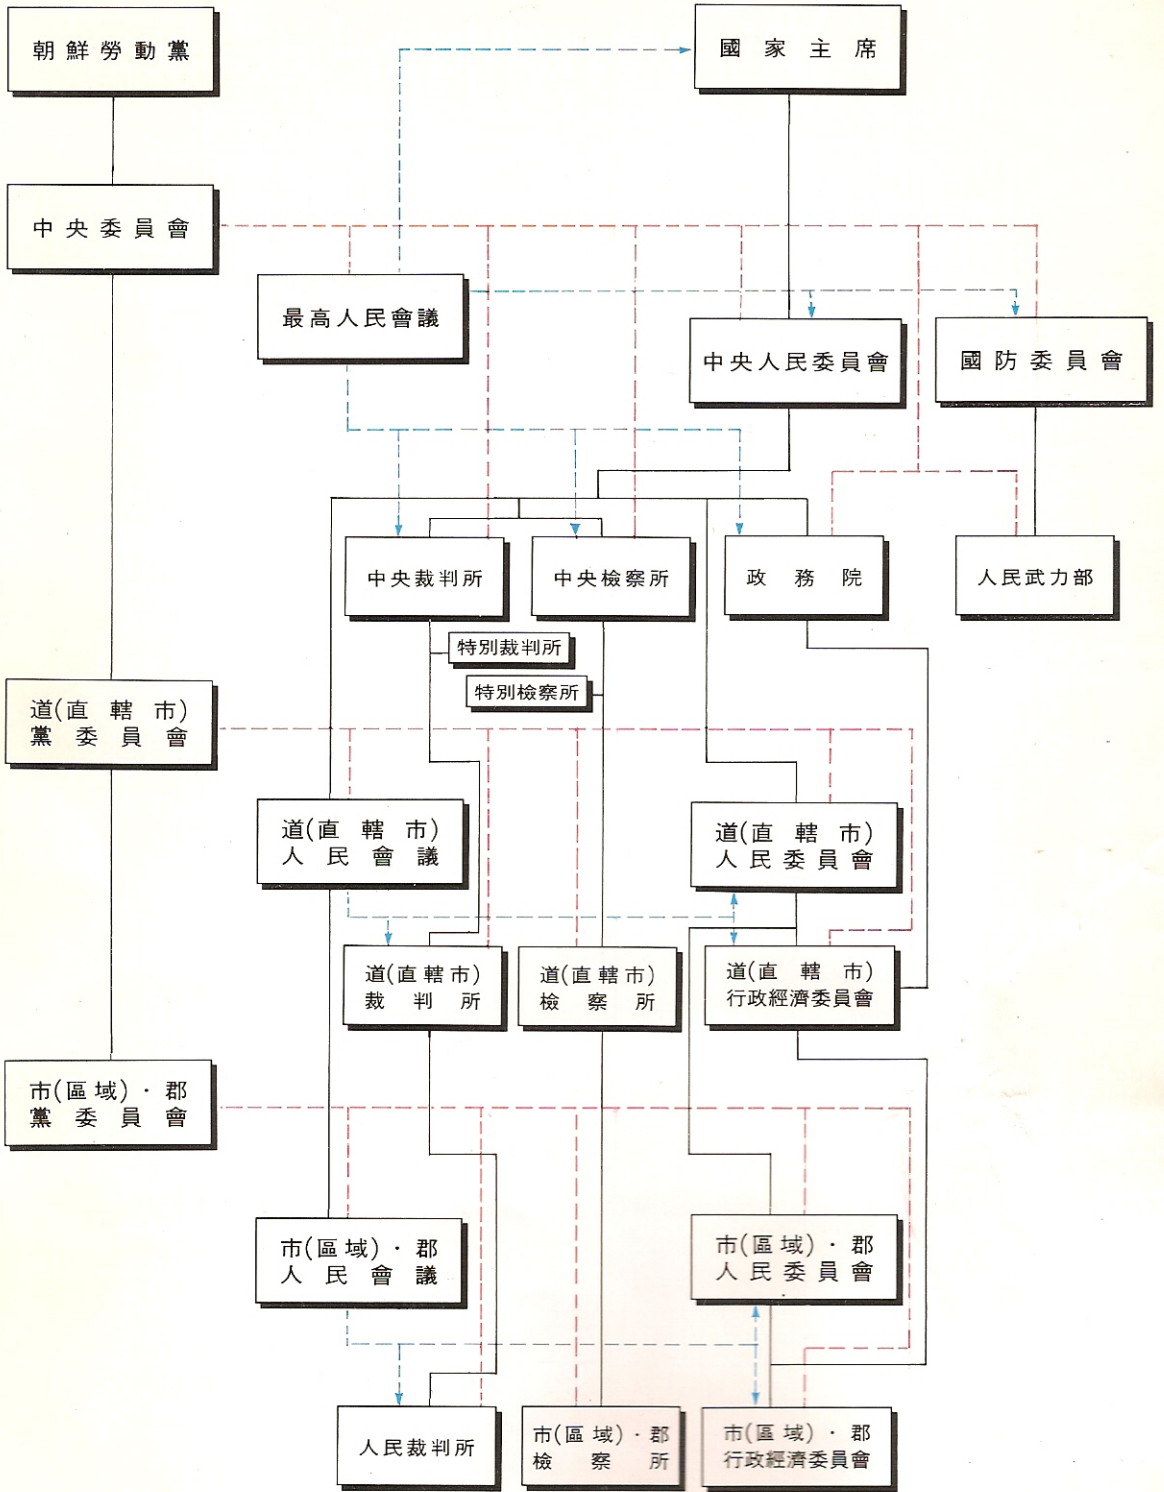 朝鮮勞動黨
國家主席
中央委員會
最高人民會議
中央人民委員會
國防委員會
中央裁判所
中央檢察所
政務院
人民武力部
特別裁判所
特別檢察所
道(直轄市)
黨委員會
道(直轄市)
人民會議
道(直轄市)
人民委員會
道(直轄市)
裁判所
道(直轄市)
檢察所
道(直轄市)
行政經濟委員會
市(區域)·郡
黨委員會
市(區域)·郡
人民會議
市(區域)·郡
人民委員會
人民裁判所
市(區域)·郡
檢察所
市(區域)·郡
行政經濟委員會